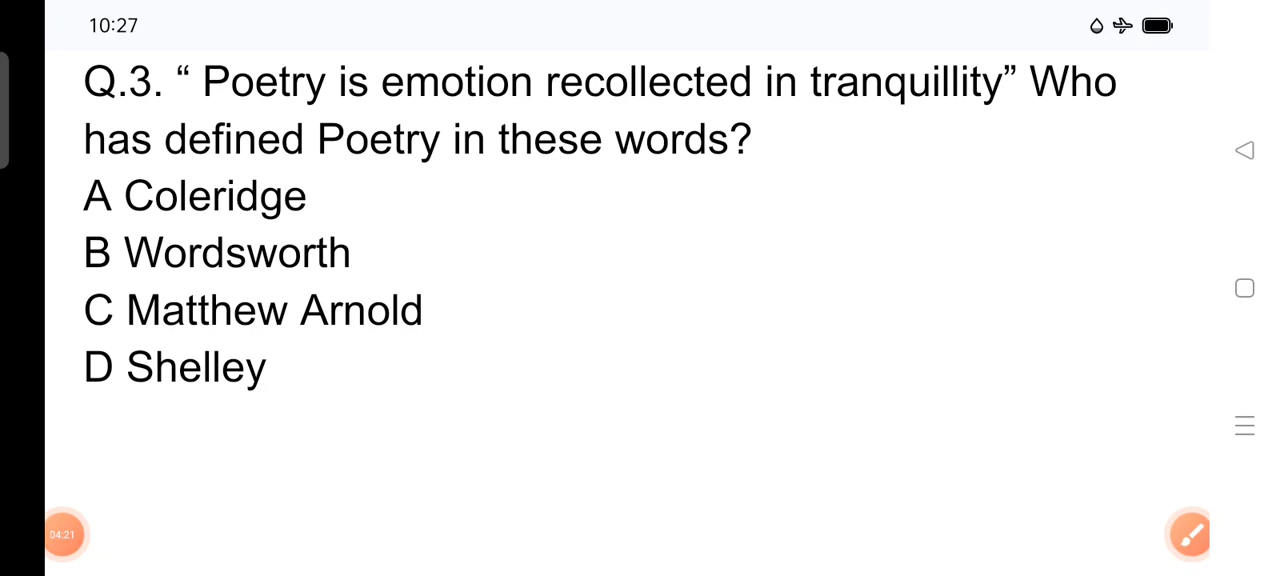 10:27
Q.3. “ Poetry is emotion recollected in tranquillity” Who
has defined Poetry in these words?
A Coleridge
B Wordsworth
C Matthew Arnold
D Shelley
04:21